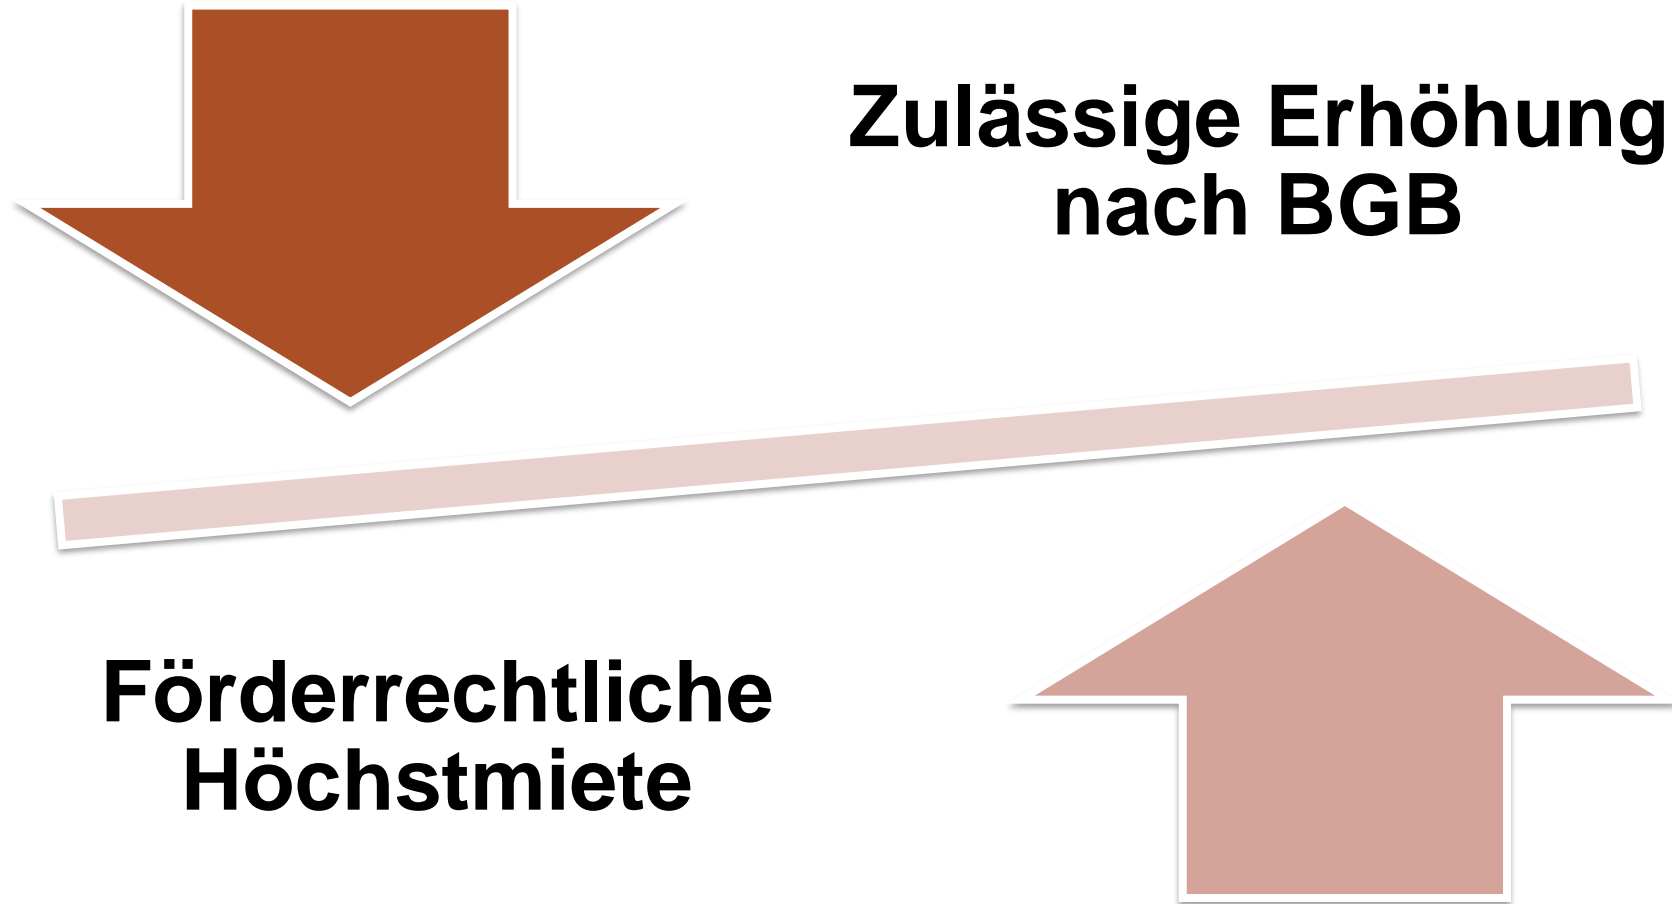 Zulässige Erhöhung
nach BGB
Förderrechtliche
Höchstmiete